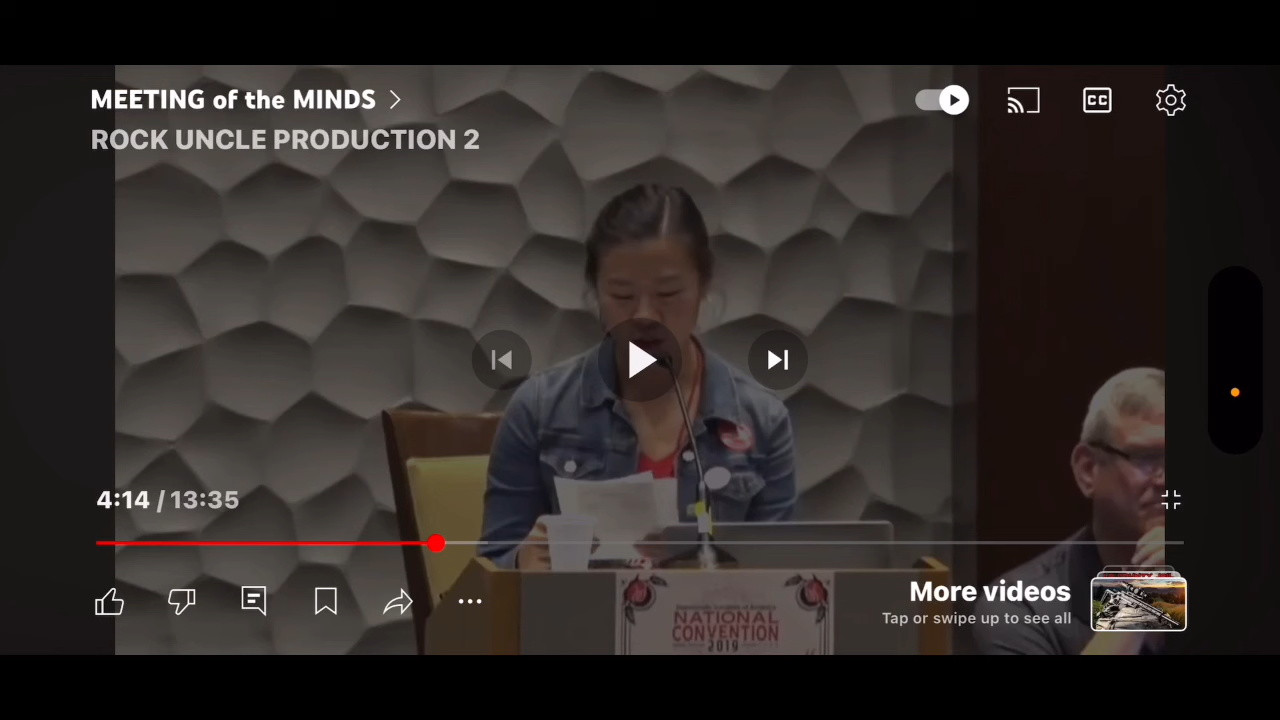 MEETING of the MINDS
ROCK UNCLE PRODUCTION 2
CC
NATIONAL
CONVENTION
2019
4:14 / 13:35
More videos
Tap or swipe up to see all